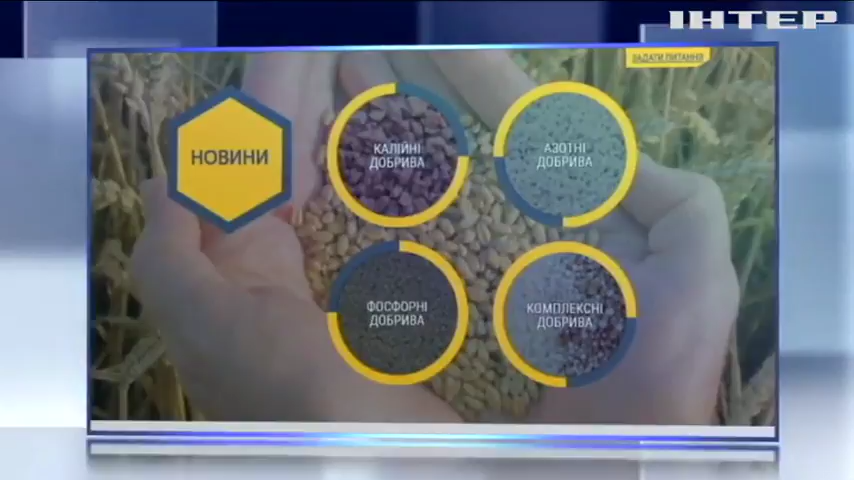 ІНТЕР
ЗАДАТИ ПИТАННЯ
НОВИНИ
КАЛІЙНІ
ДОБРИВА
АЗОТНІ
ДОБРИВА
ФОСФОРНІ
ДОБРИВА
КОМПЛЕКСНІ
ДОБРИВА